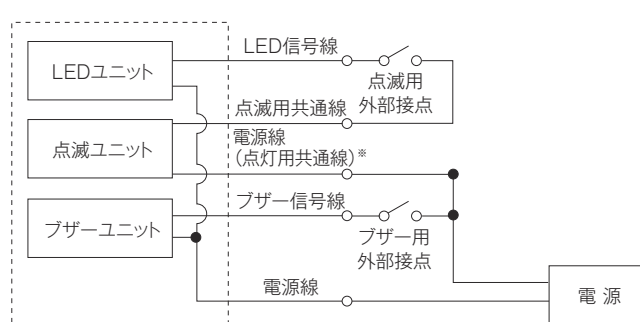 LED信号線
LEDユニット
点滅用
外部接点
点滅用共通線
電源線
(点灯用共通線)※
点滅ユニット
ブザー信号線
ブザーユニット
ブザー用
外部接点
電源線
電 源